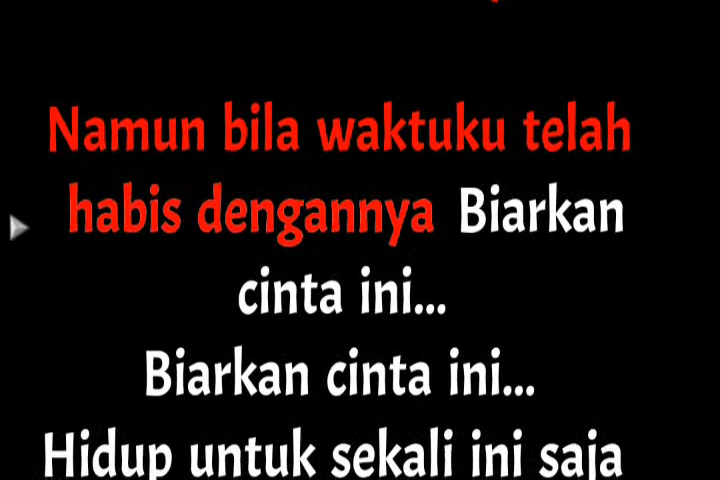 Namun bila waktuku telah
habis dengannya Biarkan
cinta ini...
Biarkan cinta ini...
Hidup untuk sekali ini saja